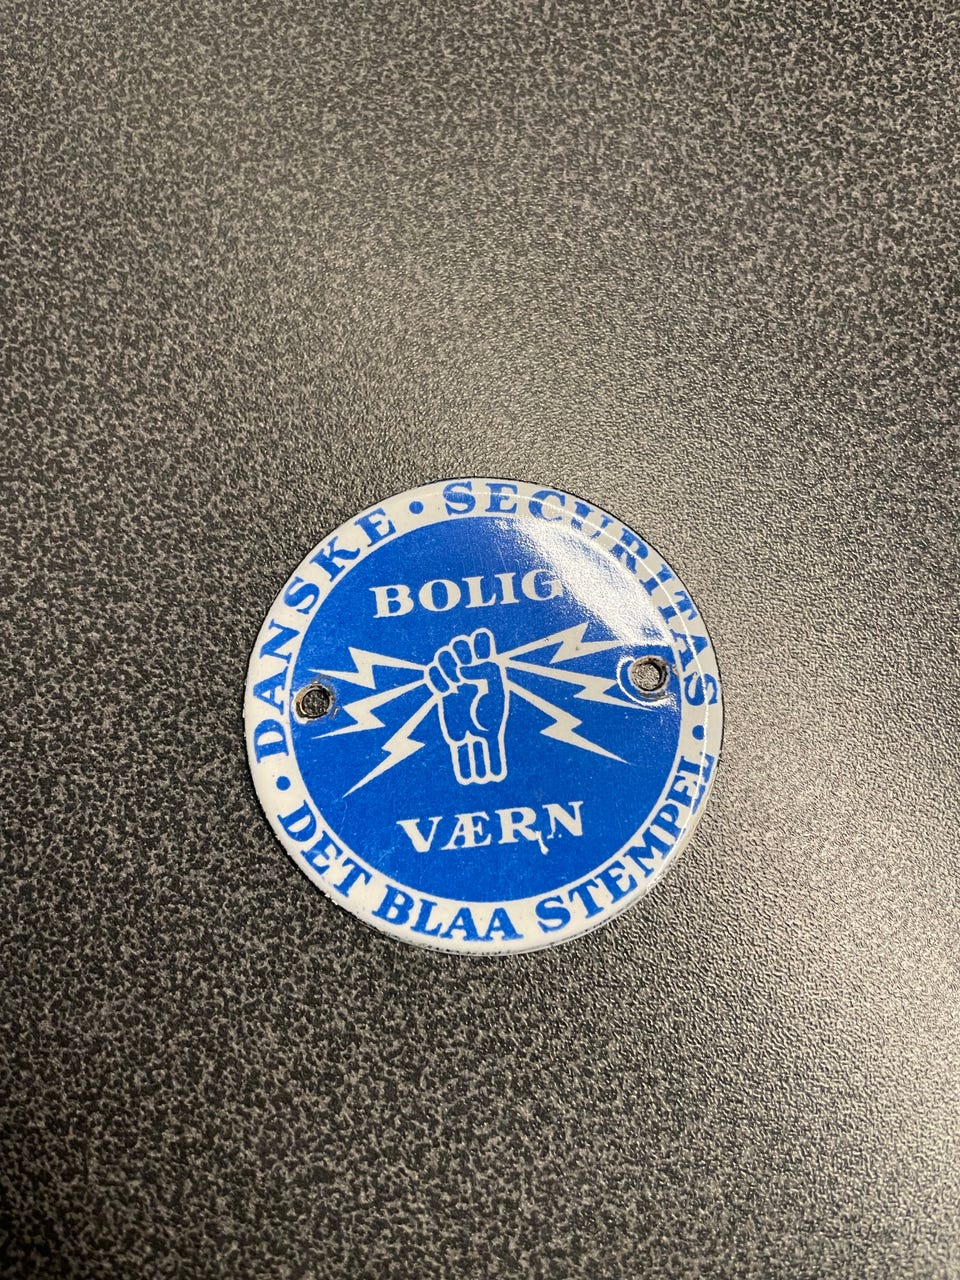 DANSKE • SECURITAS •
BOLIG
VÆRN
DET BLAA STEMPEL •